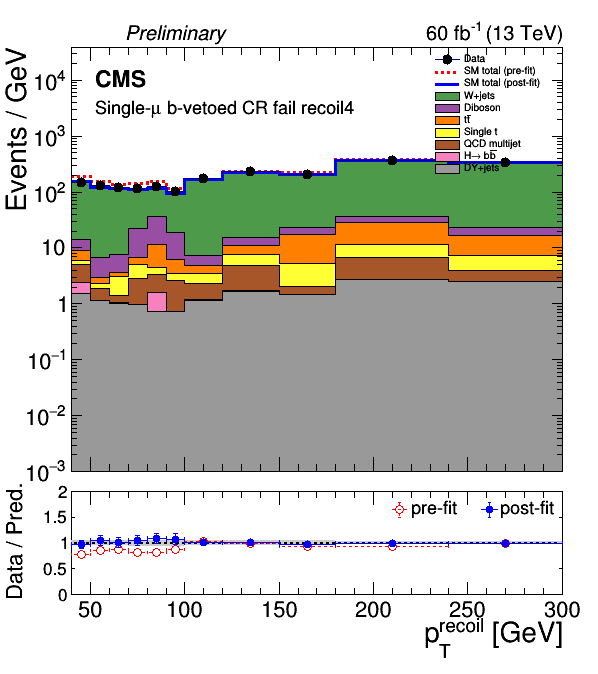 Preliminary 60 fb⁻¹ (13 TeV)
Events / GeV
CMS
Single-μ b-vetoed CR fail recoil4
Data
SM total (pre-fit)
SM total (post-fit)
W+jets
Diboson
tt̅
Single t
QCD multijet
H→ bb̅
DY+jets
10⁴
10³
10²
10
1
10⁻¹
10⁻²
10⁻³
Data / Pred.
2
1.5
1
0.5
0
pre-fit post-fit
50 100 150 200 250 300
p_T^recoil [GeV]